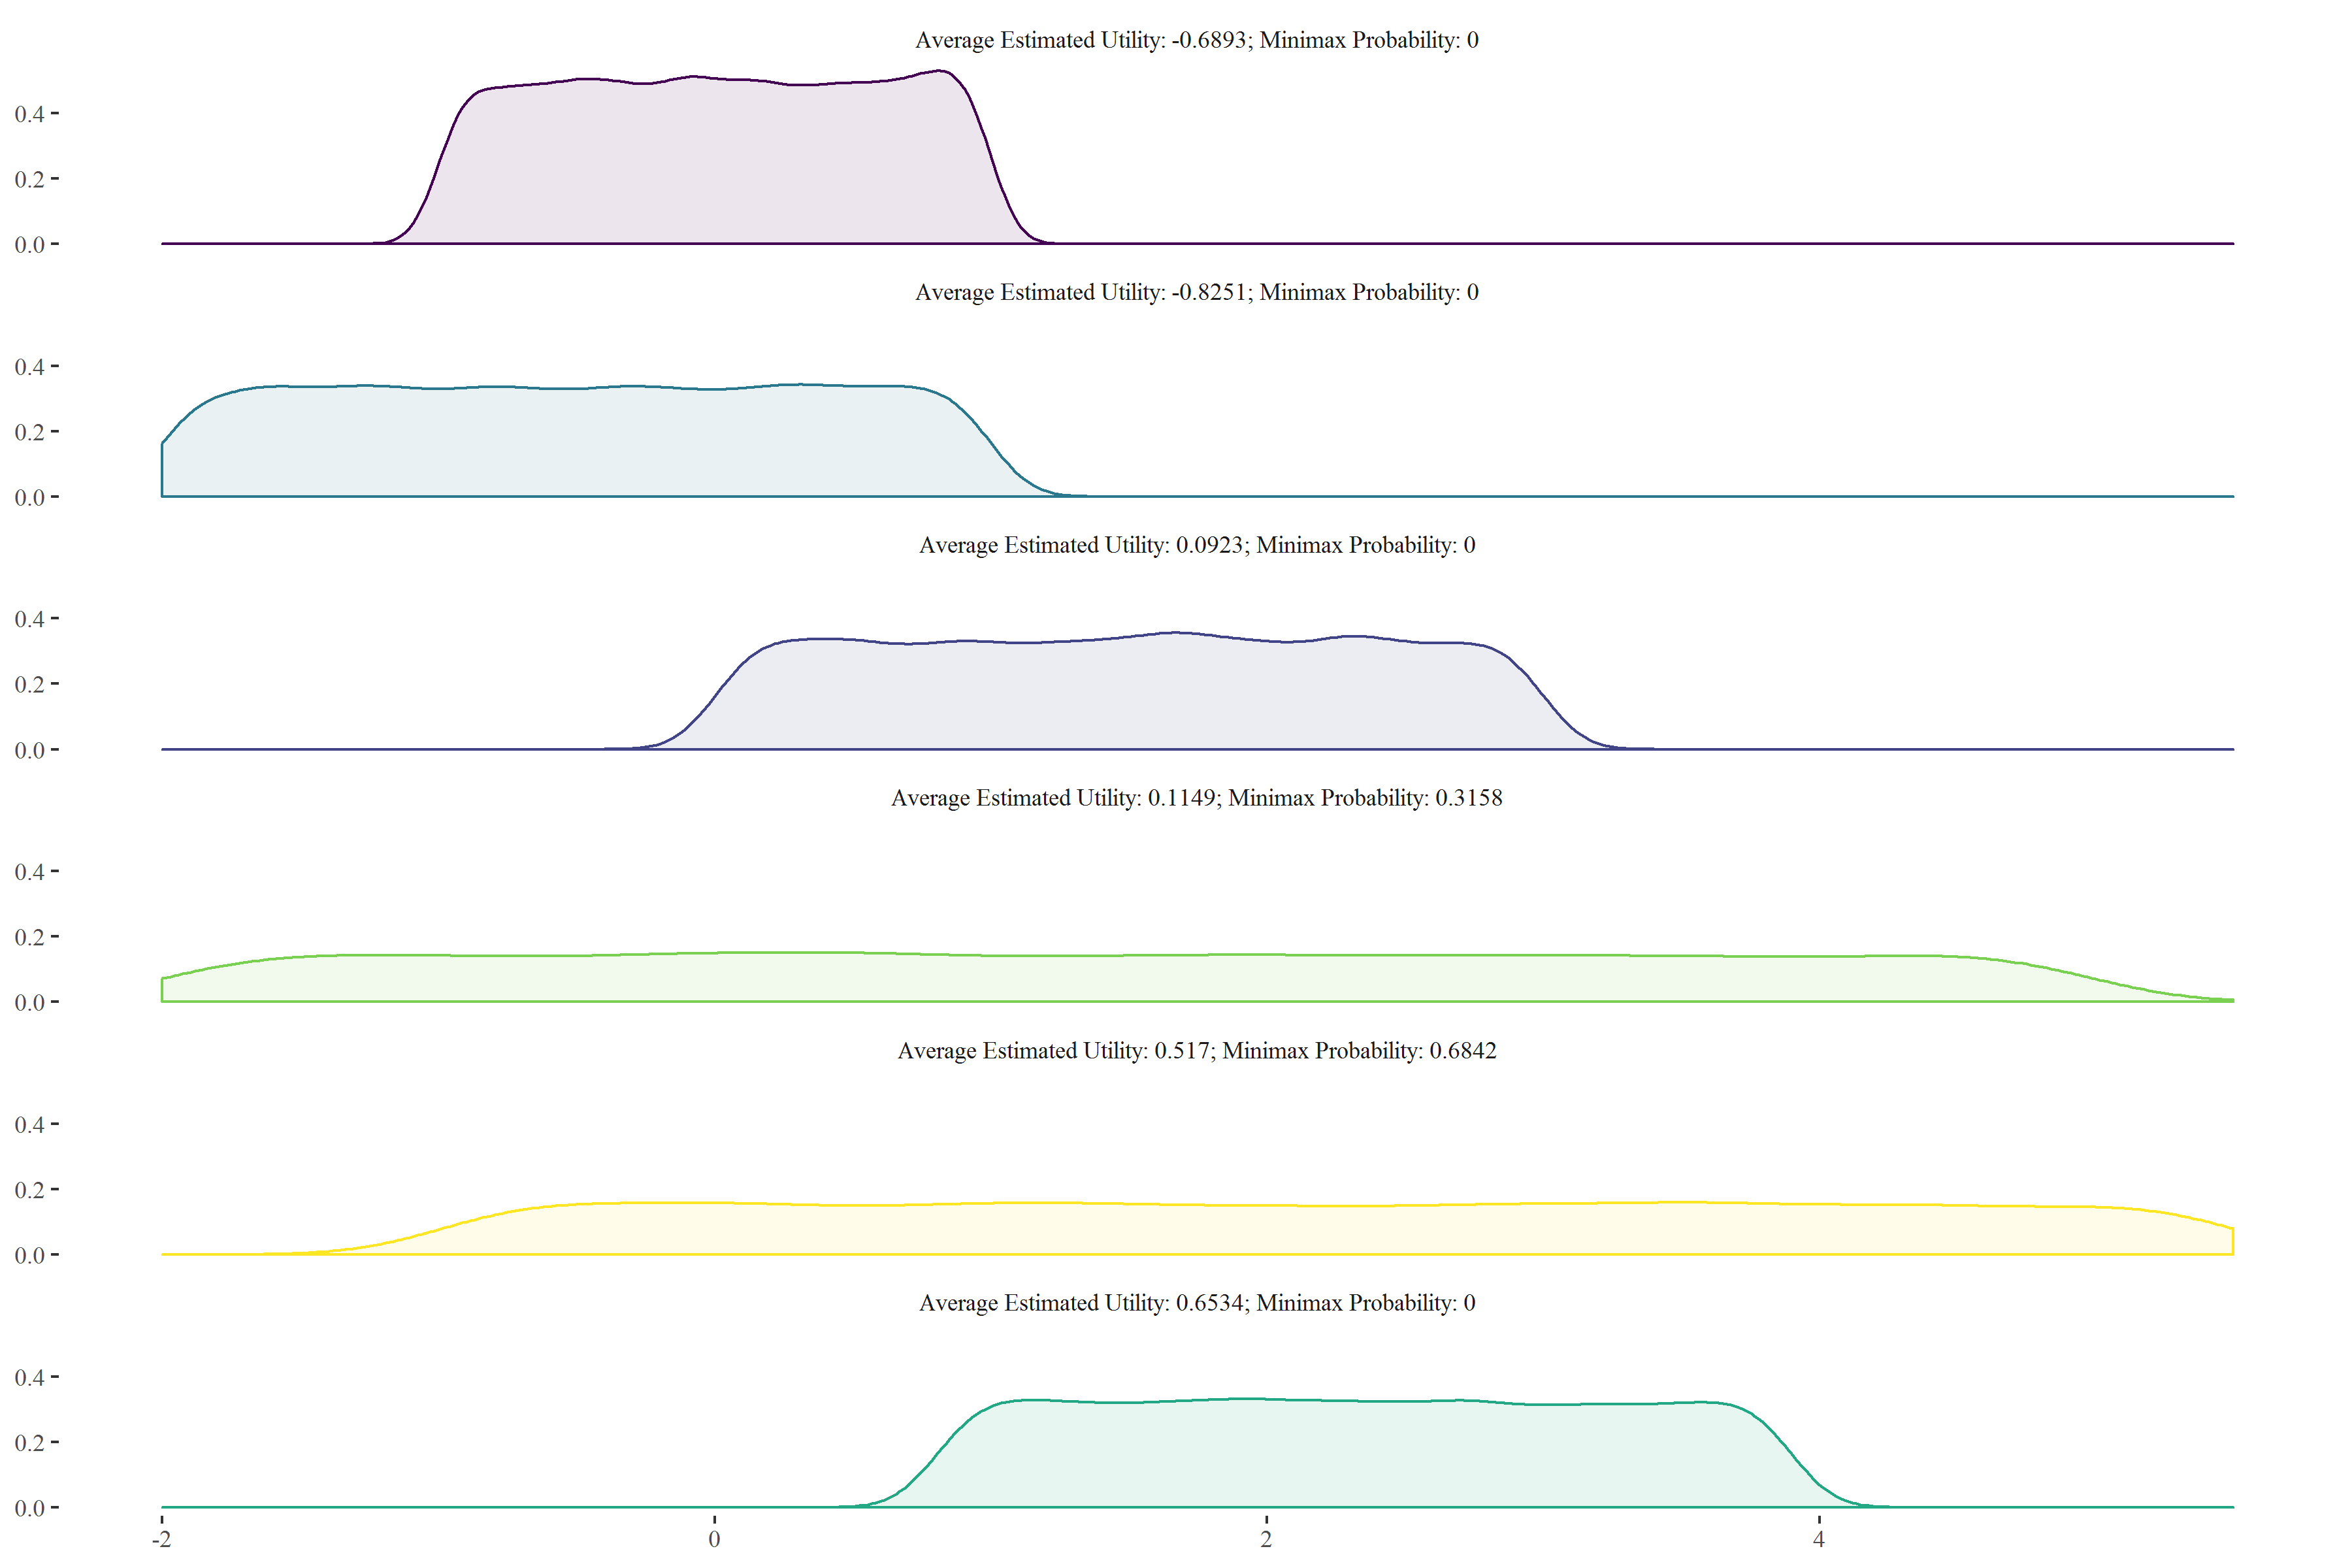 Average Estimated Utility: -0.6893; Minimax Probability: 0
0.4
0.2
0.0
Average Estimated Utility: -0.8251; Minimax Probability: 0
0.4
0.2
0.0
Average Estimated Utility: 0.0923; Minimax Probability: 0
0.4
0.2
0.0
Average Estimated Utility: 0.1149; Minimax Probability: 0.3158
0.4
0.2
0.0
Average Estimated Utility: 0.517; Minimax Probability: 0.6842
0.4
0.2
0.0
Average Estimated Utility: 0.6534; Minimax Probability: 0
0.4
0.2
0.0
-2 0 2 4